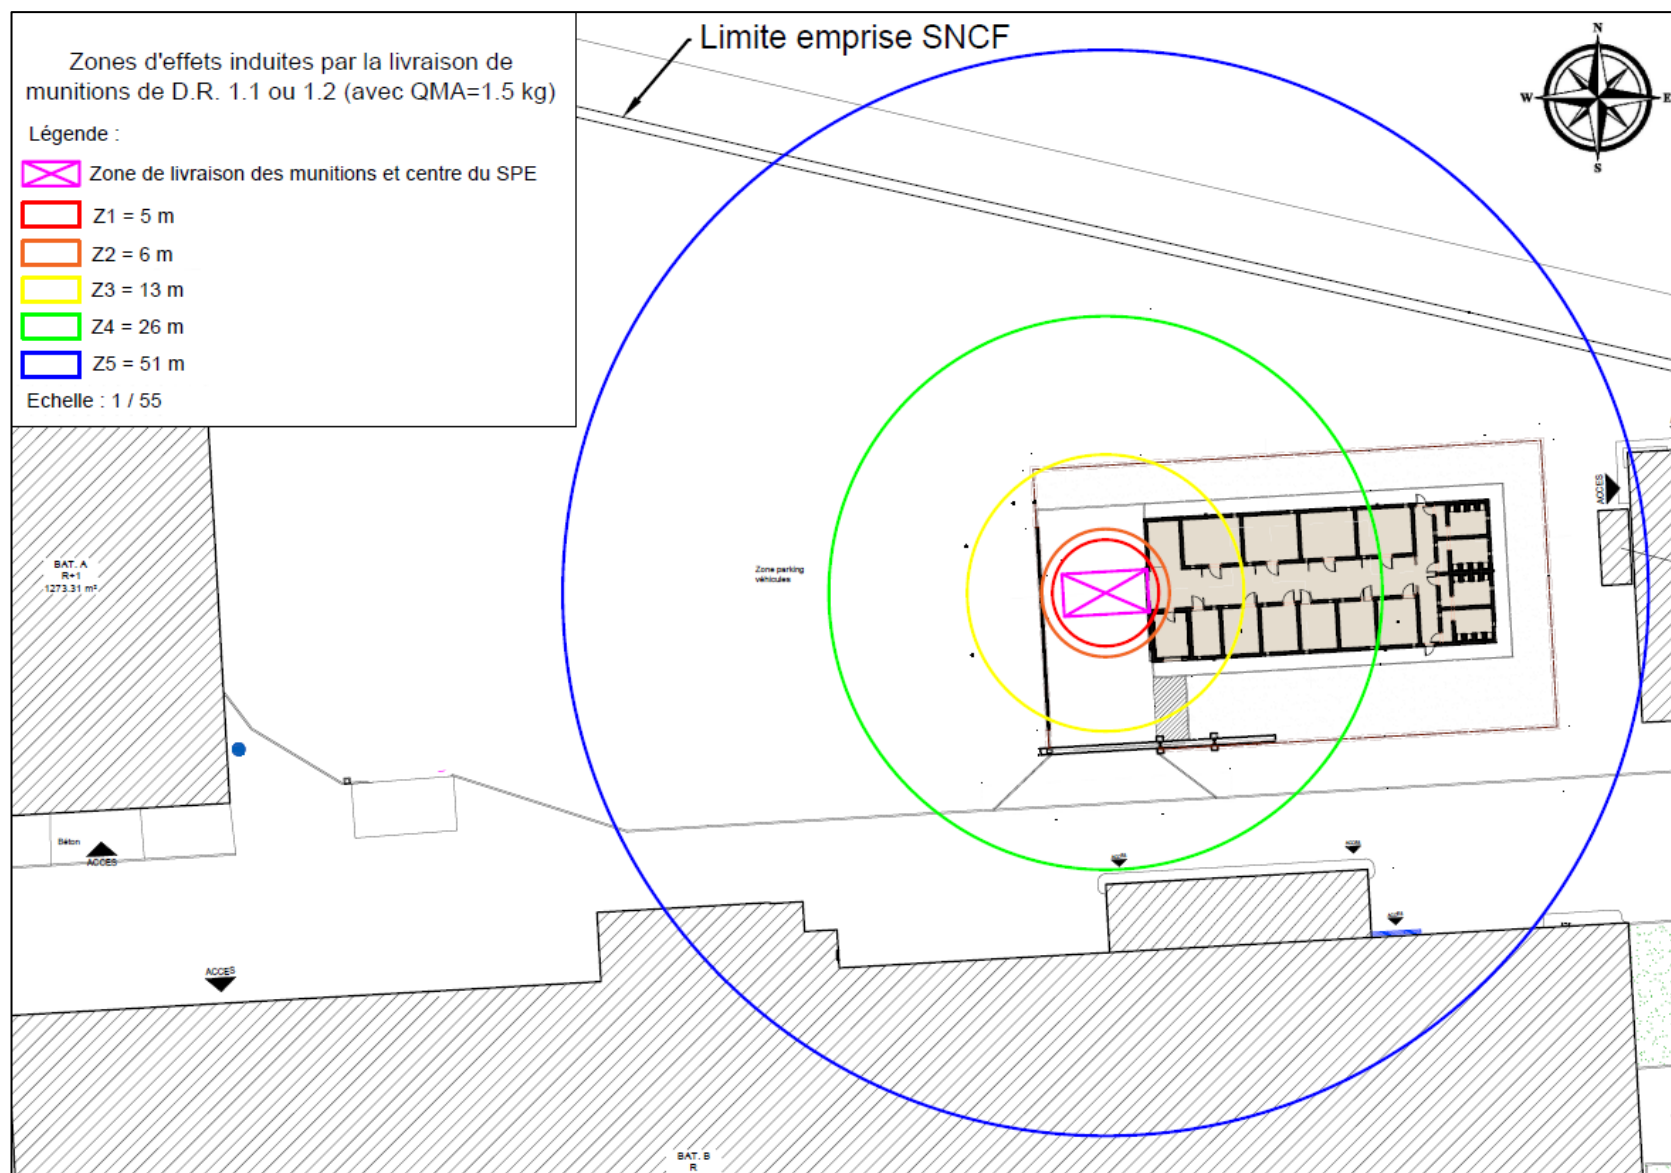 Limite emprise SNCF
Zones d'effets induites par la livraison de
munitions de D.R. 1.1 ou 1.2 (avec QMA=1.5 kg)
Légende :
Zone de livraison des munitions et centre du SPE
Z1 = 5 m
Z2 = 6 m
Z3 = 13 m
Z4 = 26 m
Z5 = 51 m
Echelle : 1 / 55
N
W
E
S
ACCES
BAT. A
R+1
1273.31 m²
Zone parking
véhicules
Béton
ACCES
ACCES
ACCES
ACCES
ACCES
BAT. B
R